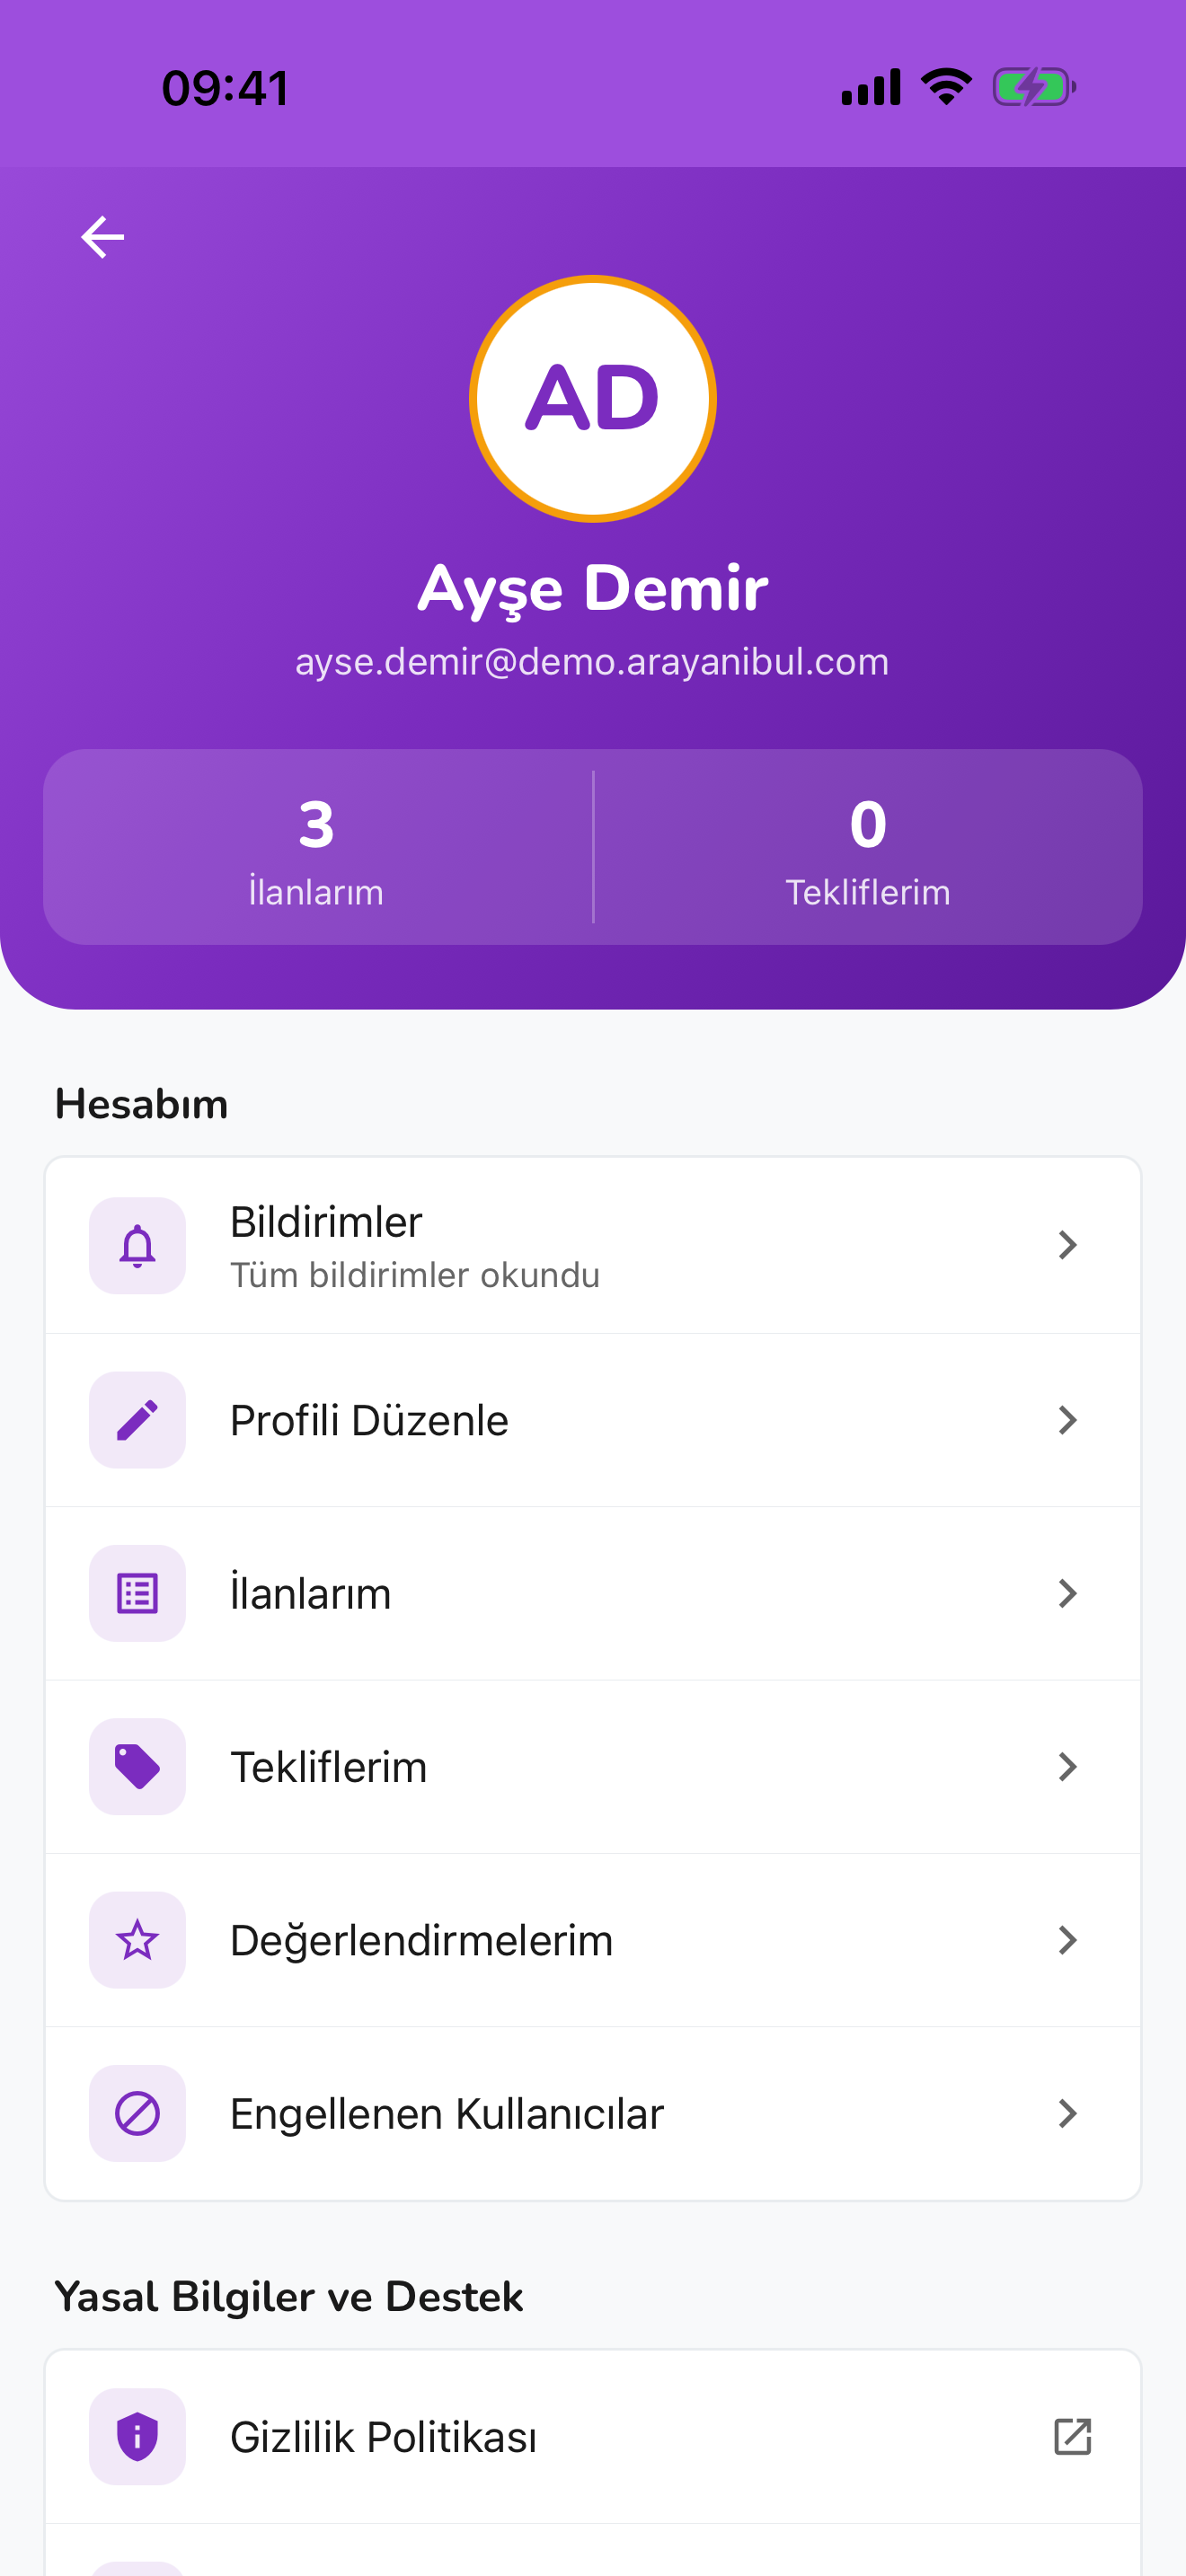 09:41
AD
Ayşe Demir
ayse.demir@demo.arayanibul.com
3
İlanlarım
0
Tekliflerim
Hesabım
Bildirimler
Tüm bildirimler okundu
Profili Düzenle
İlanlarım
Tekliflerim
Değerlendirmelerim
Engellenen Kullanıcılar
Yasal Bilgiler ve Destek
Gizlilik Politikası